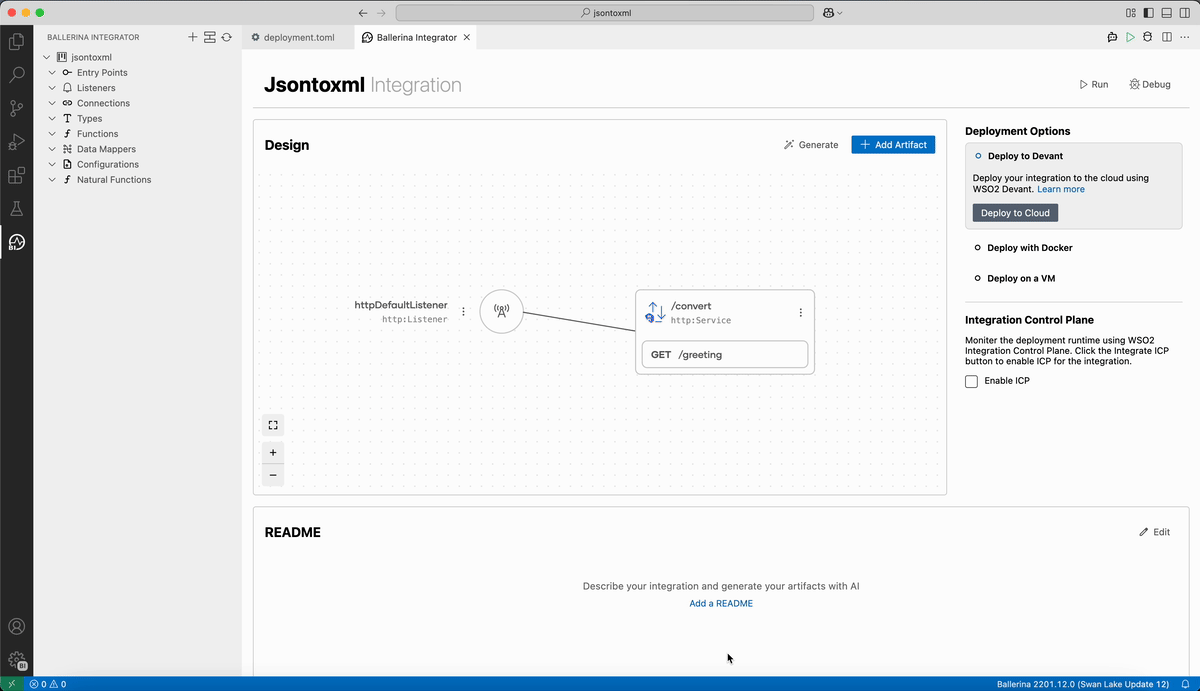 jsontoxml
BALLERINA INTEGRATOR
deployment.toml
Ballerina Integrator
jsontoxml
Entry Points
Listeners
Connections
Types
Functions
Data Mappers
Configurations
Natural Functions
Jsontoxml Integration
Run
Debug
Design
Generate
Add Artifact
httpDefaultListener
http:Listener
/convert
http:Service
GET /greeting
Deployment Options
Deploy to Devant
Deploy your integration to the cloud using
WSO2 Devant. Learn more
Deploy to Cloud
Deploy with Docker
Deploy on a VM
Integration Control Plane
Moniter the deployment runtime using WSO2
Integration Control Plane. Click the Integrate ICP
button to enable ICP for the integration.
Enable ICP
README
Edit
Describe your integration and generate your artifacts with AI
Add a README
BI
BI
0 0
Ballerina 2201.12.0 (Swan Lake Update 12)